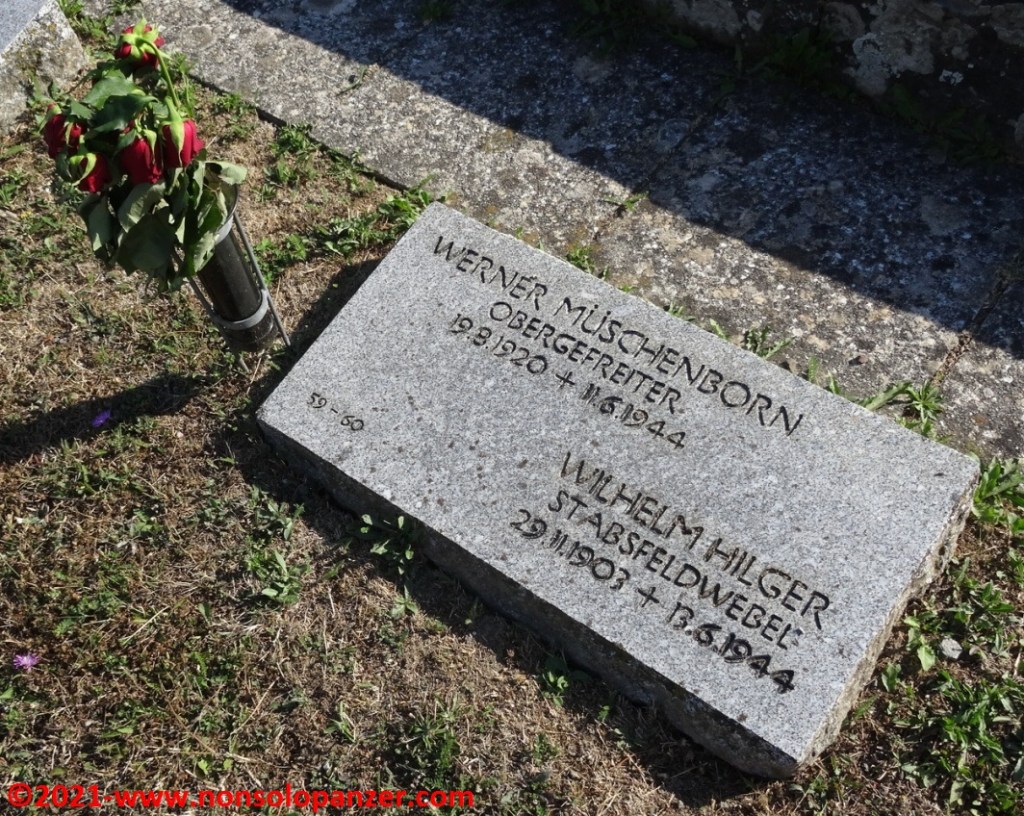 WERNER MÜSCHENBORN
OBERGEFREITER
19.8.1920 + 11.6.1944
59-60
WILHELM HILGER
STABSFELDWEBEL
29.11.1903 + 13.6.1944
©2021-www.nonsolopanzer.com